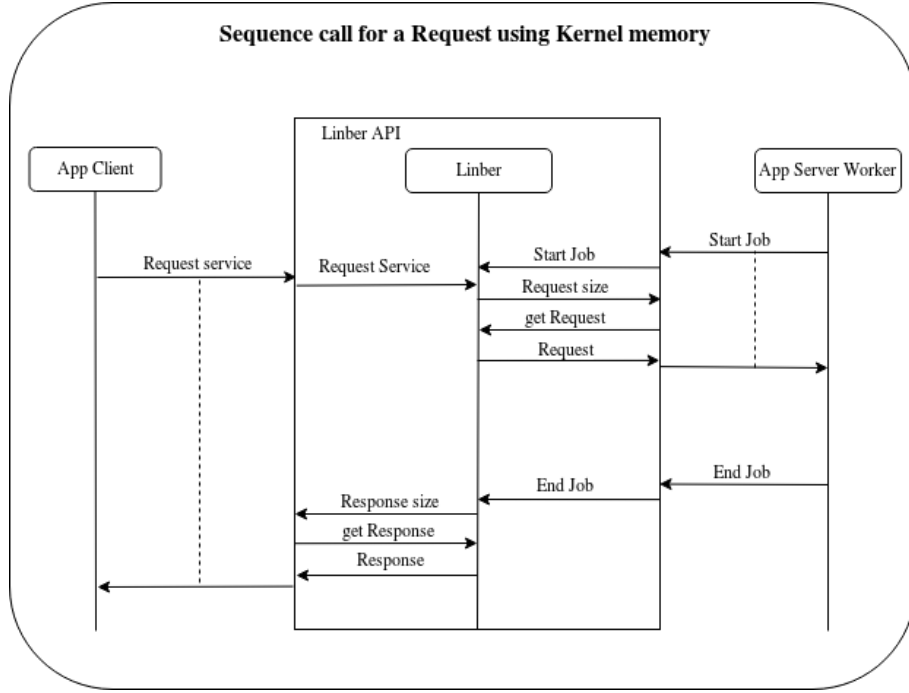 Sequence call for a Request using Kernel memory
Linber API
App Client
Linber
App Server Worker
Start Job
Start Job
Request service
Request Service
Request size
get Request
Request
End Job
End Job
Response size
get Response
Response